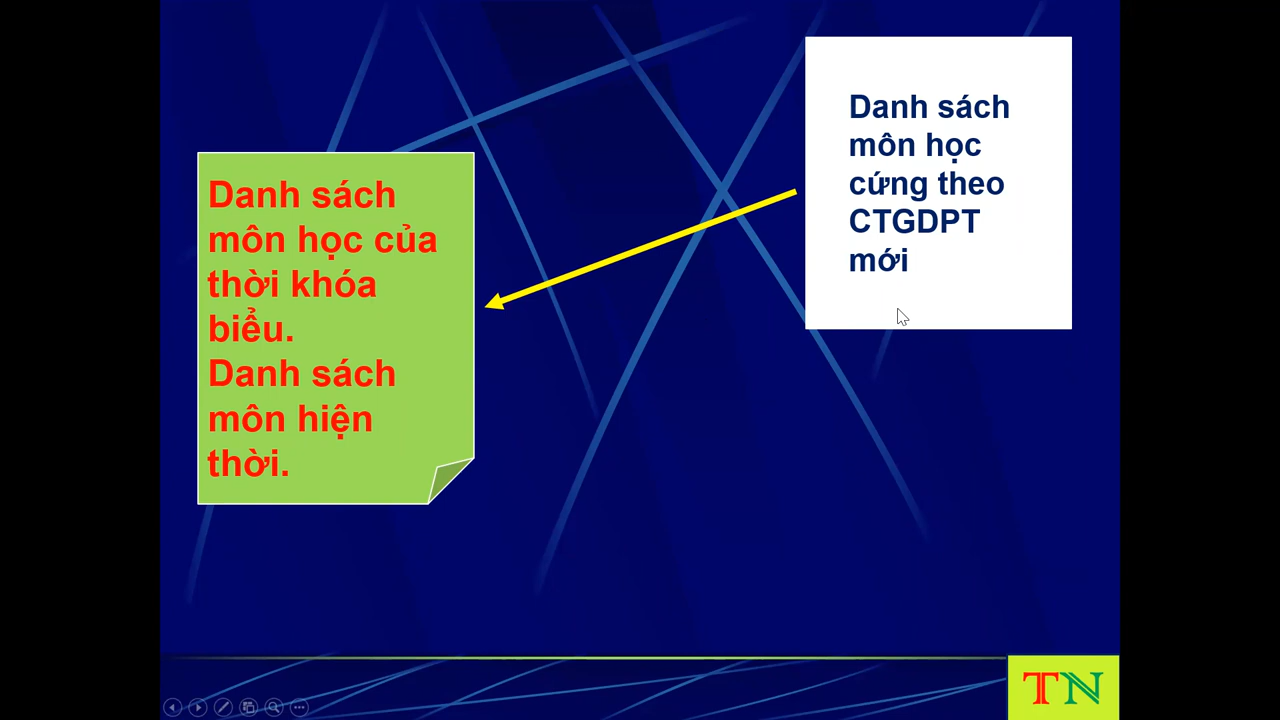 Danh sách
môn học của
thời khóa
biểu.
Danh sách
môn hiện
thời.
Danh sách
môn học
cứng theo
CTGDPT
mới
TN